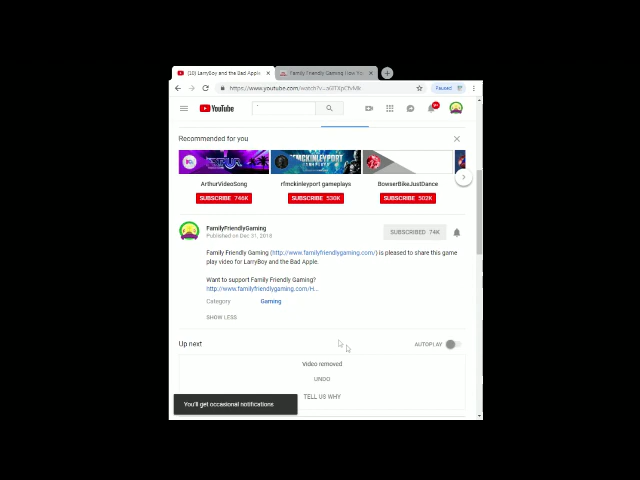 (10) LarryBoy and the Bad Apple
Family Friendly Gaming How Yo
https://www.youtube.com/watch?v=
Paused
YouTube
9+
Recommended for you
MCKINLEYPORT
ArthurVideoSong
rfmckinleyport gameplays
BowserBikeJustDance
SUBSCRIBE 746K
SUBSCRIBE 530K
SUBSCRIBE 502K
FamilyFriendlyGaming
Published on Dec 31, 2018
SUBSCRIBED 74K
Family Friendly Gaming (http://www.familyfriendlygaming.com/) is pleased to share this game
play video for LarryBoy and the Bad Apple.
Want to support Family Friendly Gaming?
http://www.familyfriendlygaming.com/H...
Category
Gaming
SHOW LESS
Up next
AUTOPLAY
Video removed
UNDO
TELL US WHY
You'll get occasional notifications